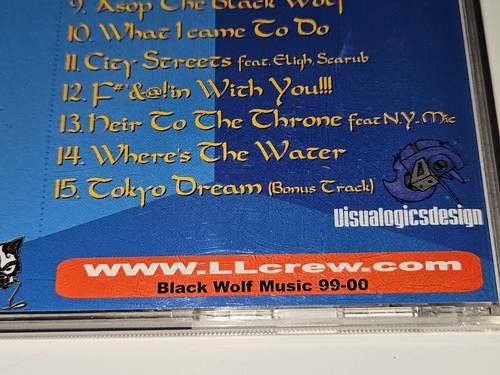 9. Asop The Black Wolf
10. What I came To Do
11. City Streets feat. Eligh, Scarub
12. F*&@!in With You!!!
13. Heir To The Throne feat N.Y. Mic
14. Where's The Water
15. Tokyo Dream (Bonus Track)
Visualogicsdesign
www.LLcrew.com
Black Wolf Music 99-00